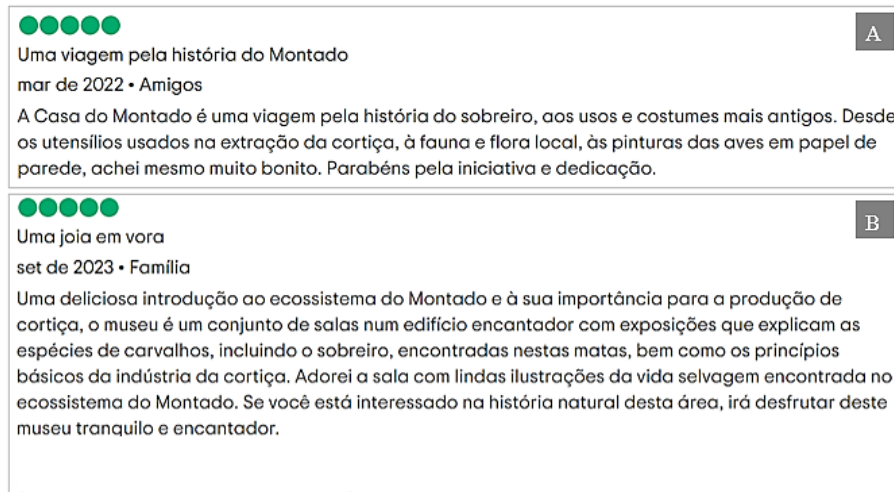 A
Uma viagem pela história do Montado
mar de 2022 • Amigos
A Casa do Montado é uma viagem pela história do sobreiro, aos usos e costumes mais antigos. Desde
os utensílios usados na extração da cortiça, à fauna e flora local, às pinturas das aves em papel de
parede, achei mesmo muito bonito. Parabéns pela iniciativa e dedicação.
B
Uma joia em vora
set de 2023 • Família
Uma deliciosa introdução ao ecossistema do Montado e à sua importância para a produção de
cortiça, o museu é um conjunto de salas num edifício encantador com exposições que explicam as
espécies de carvalhos, incluindo o sobreiro, encontradas nestas matas, bem como os princípios
básicos da indústria da cortiça. Adorei a sala com lindas ilustrações da vida selvagem encontrada no
ecossistema do Montado. Se você está interessado na história natural desta área, irá desfrutar deste
museu tranquilo e encantador.